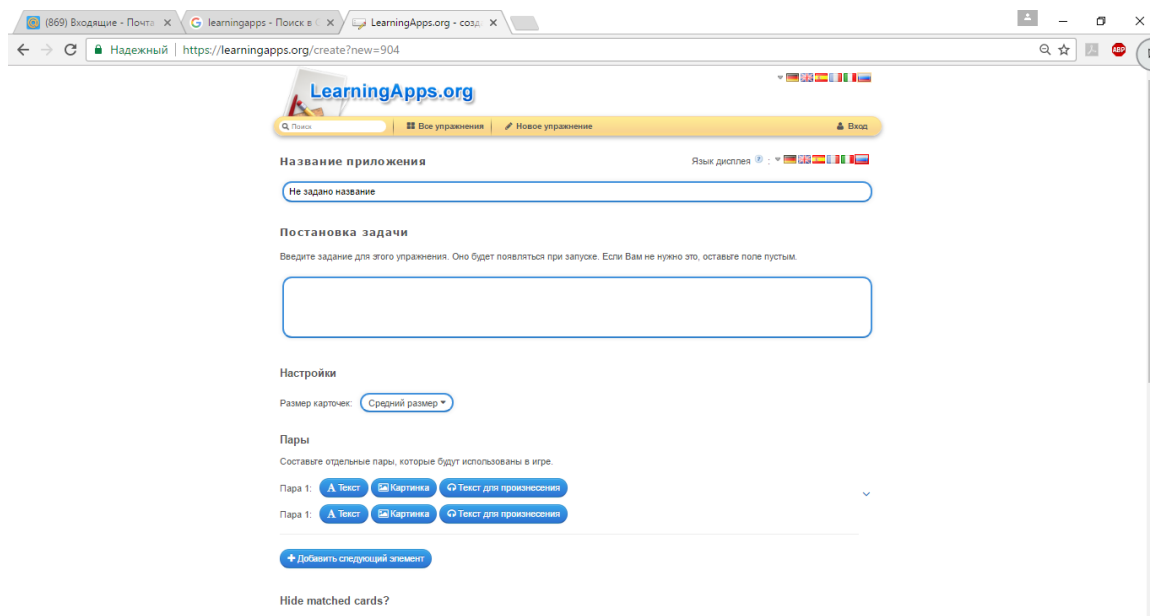 (869) Входящие - Почта
learningapps - Поиск в
LearningApps.org - созд
Надежный | https://learningapps.org/create?new=904
ABP
LearningApps.org
Поиск
Все упражнения
Новое упражнение
Вход
Название приложения
Язык дисплея ? :
Не задано название
Постановка задачи
Введите задание для этого упражнения. Оно будет появляться при запуске. Если Вам не нужно это, оставьте поле пустым.
Настройки
Размер карточек: Средний размер
Пары
Составьте отдельные пары, которые будут использованы в игре.
Пара 1: A Текст Картинка Текст для произнесения
Пара 1: A Текст Картинка Текст для произнесения
+ Добавить следующий элемент
Hide matched cards?